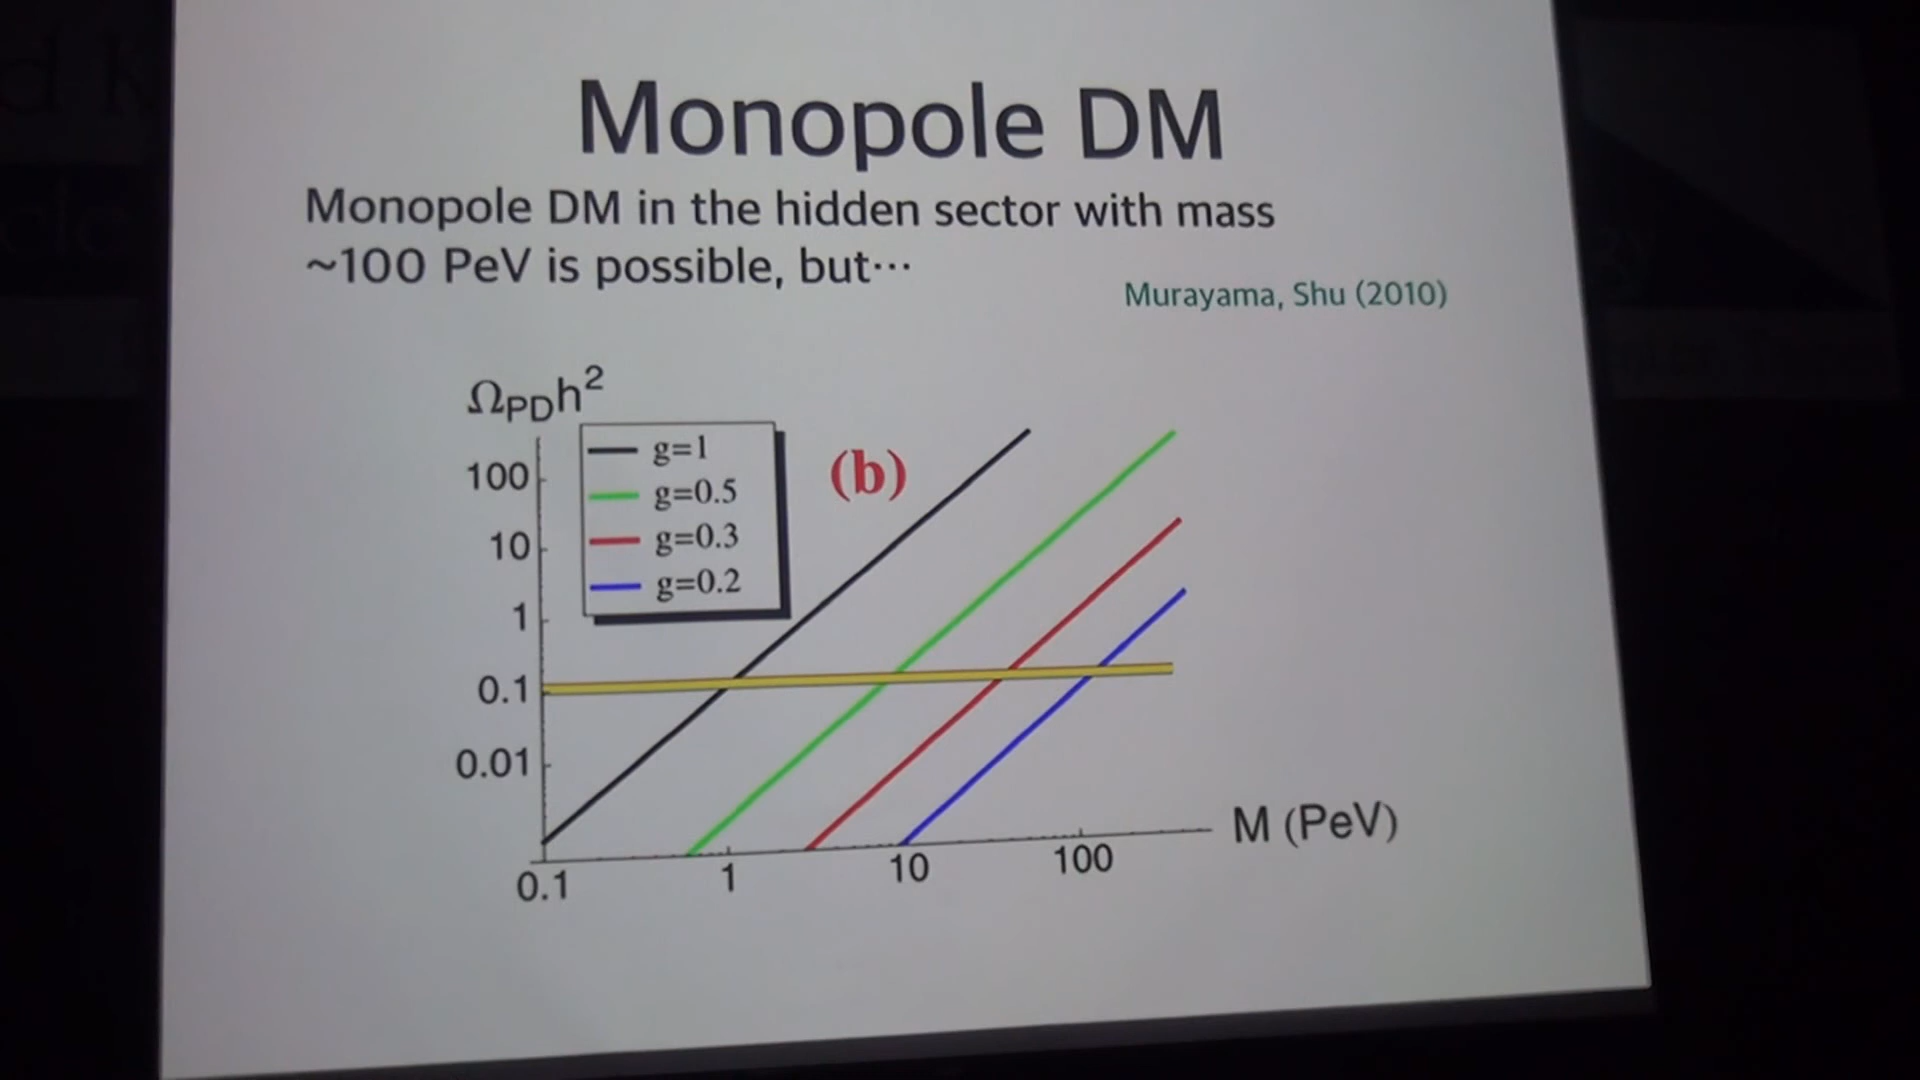 Monopole DM
Monopole DM in the hidden sector with mass
~100 PeV is possible, but⋯
Murayama, Shu (2010)
Ω_PD h²
g=1
g=0.5
g=0.3
g=0.2
(b)
100
10
1
0.1
0.01
0.1
1
10
100
M (PeV)